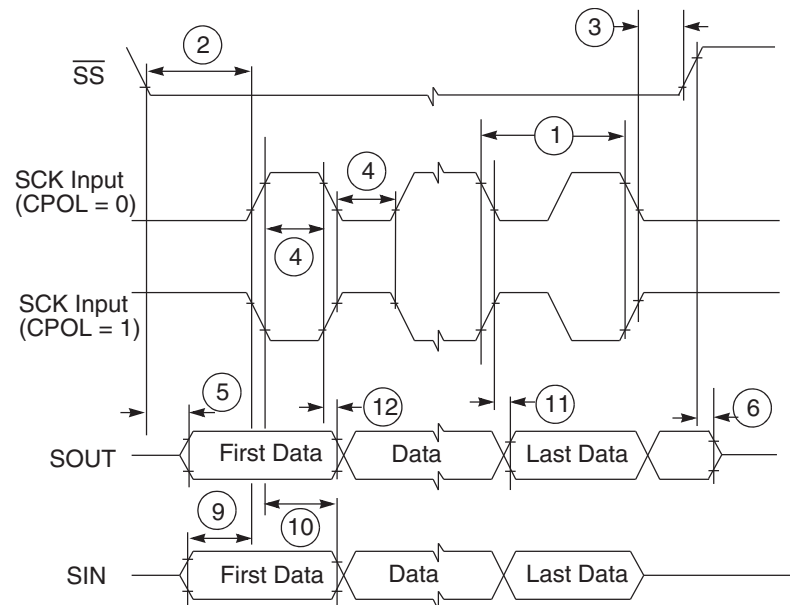 2
3
SS
1
SCK Input
(CPOL = 0)
4
4
SCK Input
(CPOL = 1)
5
12
11
6
SOUT
First Data
Data
Last Data
9
10
SIN
First Data
Data
Last Data